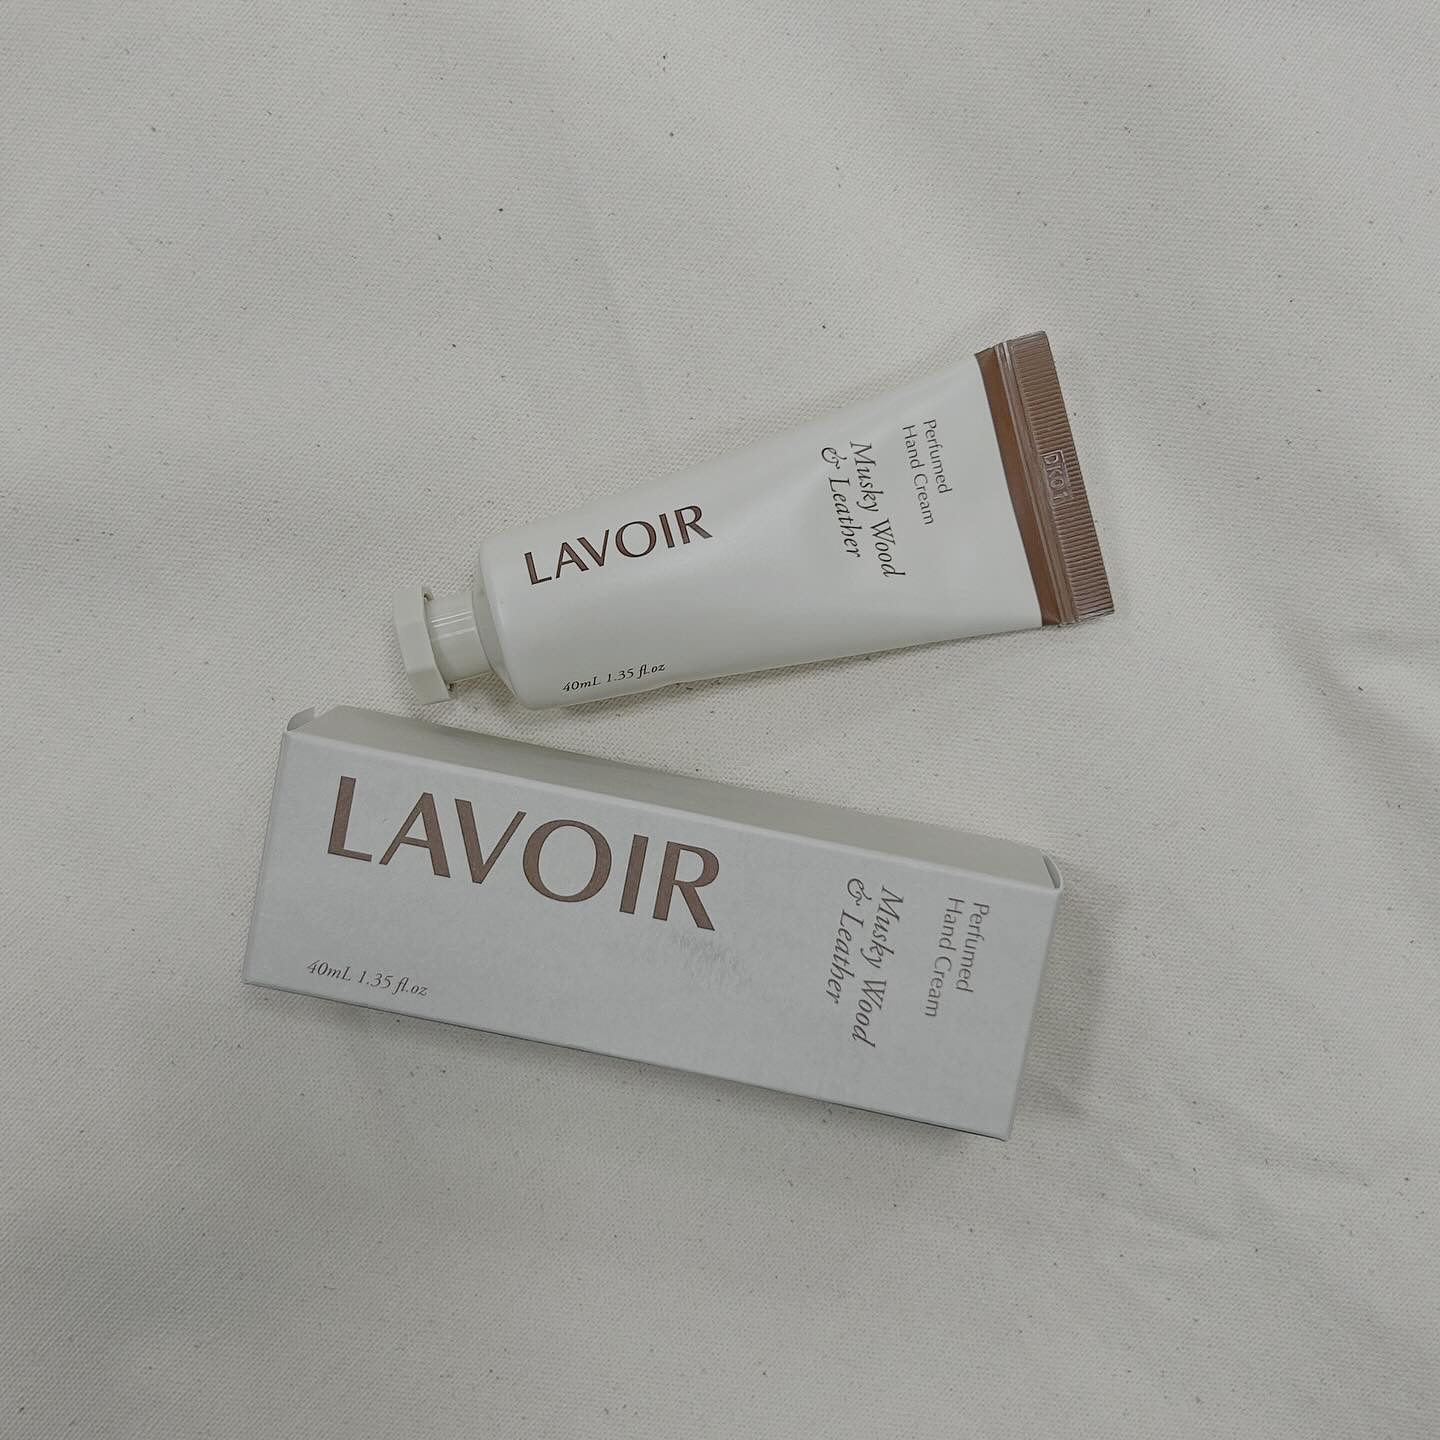 LAVOIR
Perfumed
Hand Cream
Musky Wood
& Leather
40mL 1.35 fl.oz
DK01
LAVOIR
Perfumed
Hand Cream
Musky Wood
& Leather
40mL 1.35 fl.oz